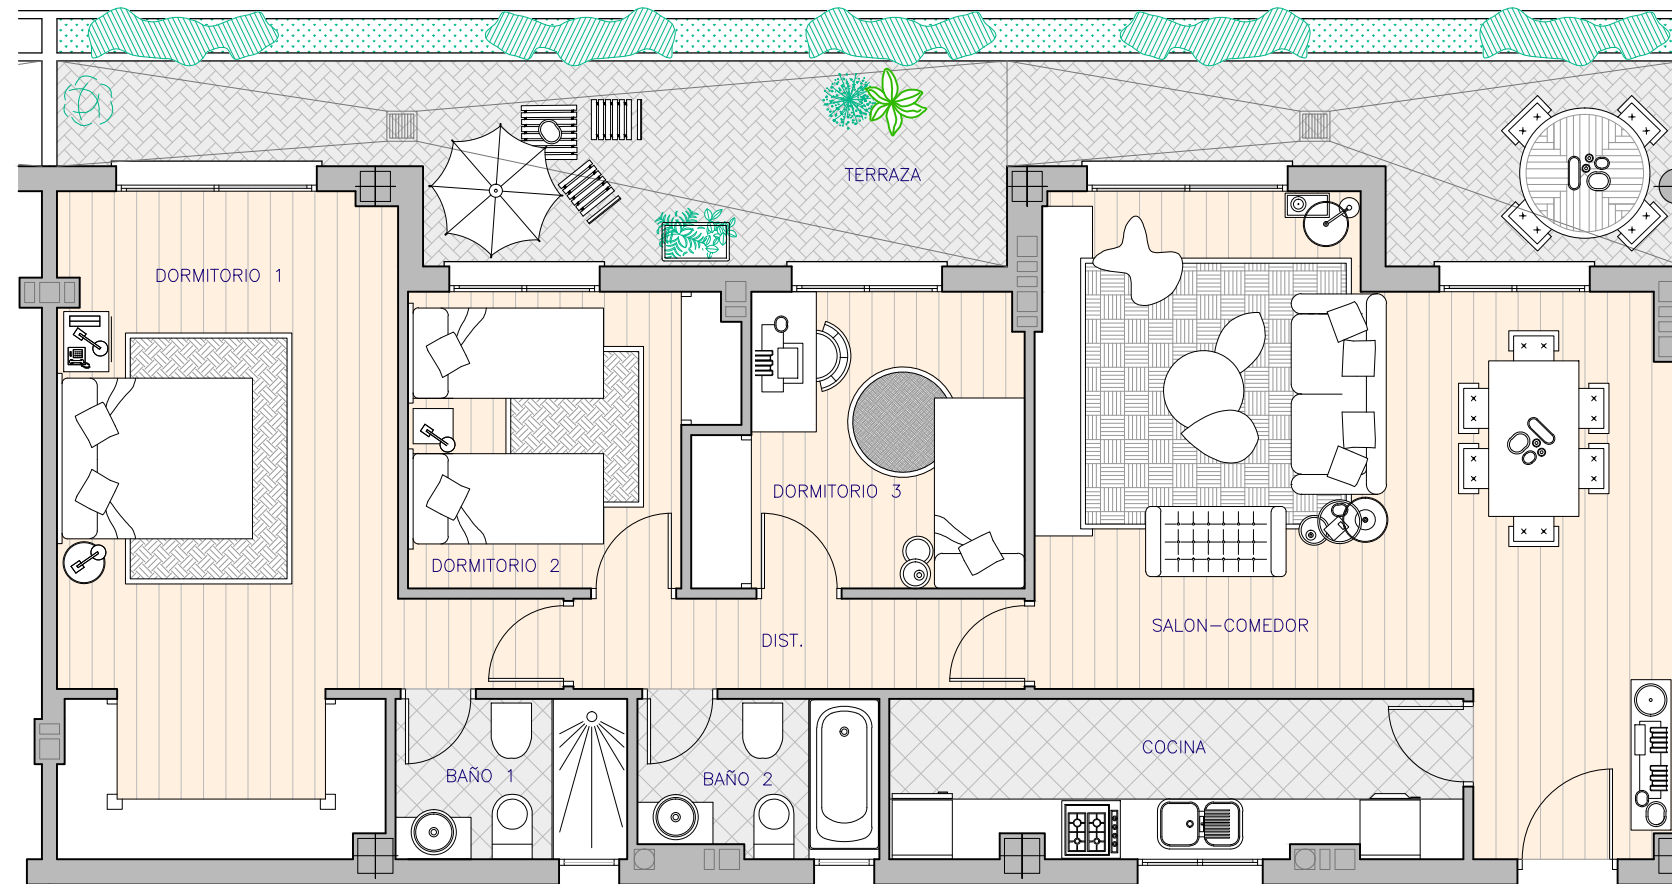 TERRAZA
DORMITORIO 1
DORMITORIO 3
DORMITORIO 2
SALON-COMEDOR
DIST.
COCINA
BAÑO 1
BAÑO 2